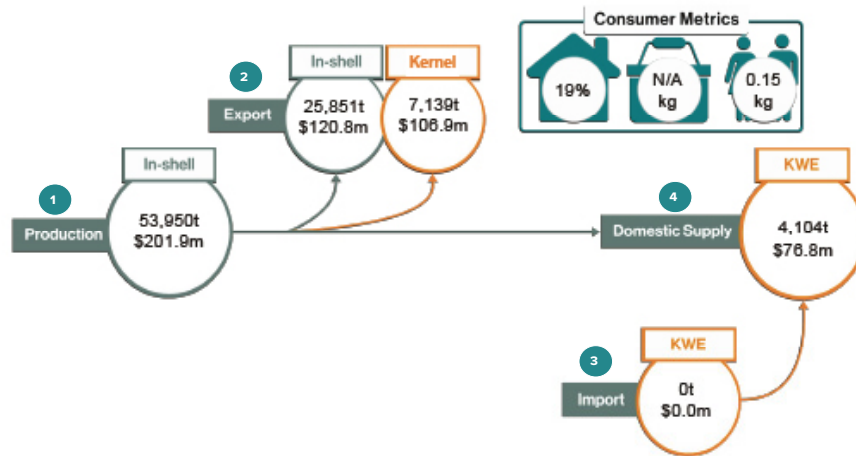 Consumer Metrics
19%
N/A
kg
0.15
kg
2
Export
In-shell
25,851t
$120.8m
Kernel
7,139t
$106.9m
1
Production
In-shell
53,950t
$201.9m
4
Domestic Supply
KWE
4,104t
$76.8m
3
Import
KWE
0t
$0.0m